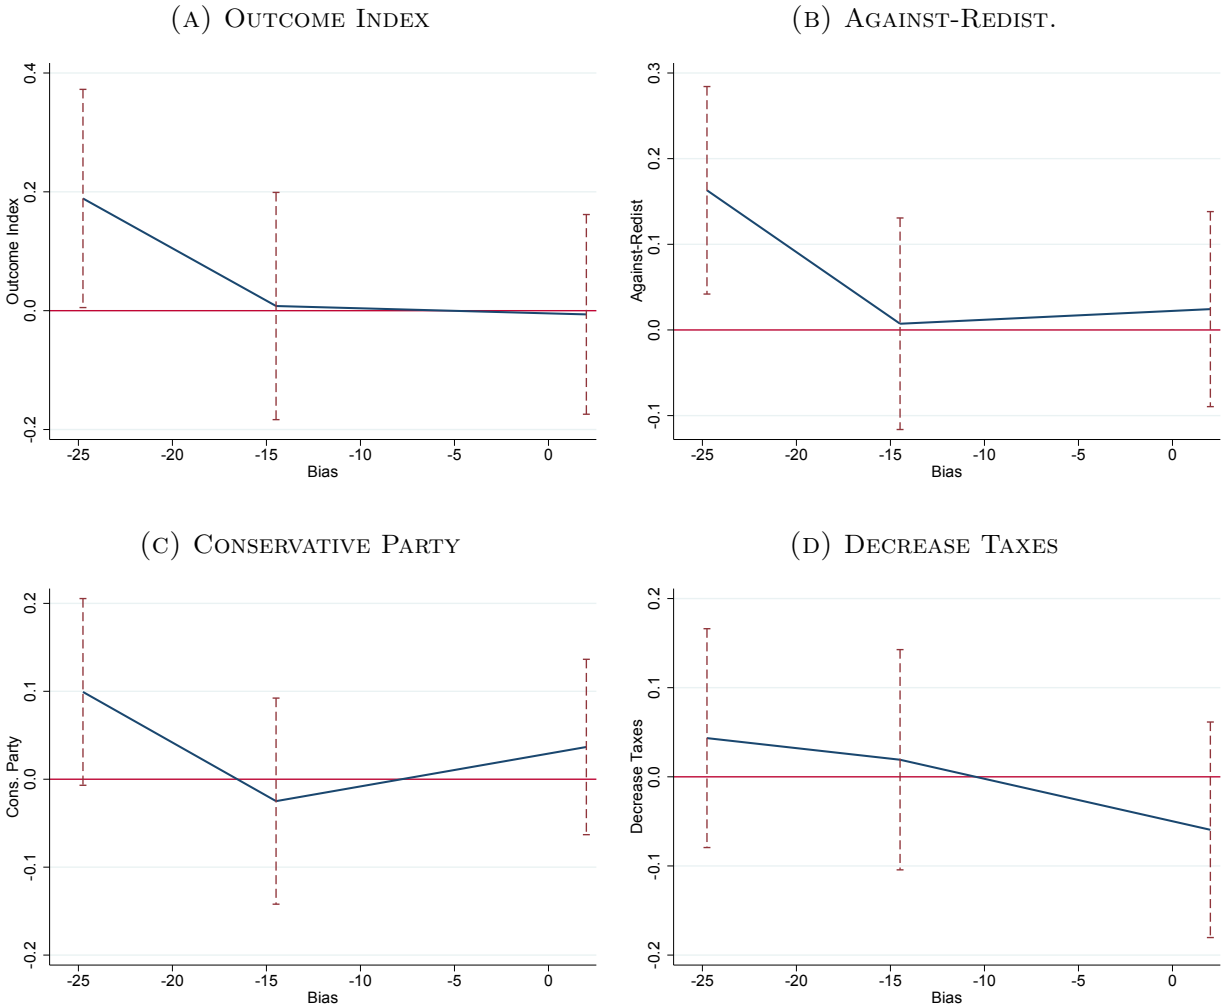 (A) OUTCOME INDEX
0.4
0.2
0.0
-0.2
Outcome Index
-25 -20 -15 -10 -5 0
Bias
(B) AGAINST-REDIST.
0.3
0.2
0.1
0.0
-0.1
Against-Redist
-25 -20 -15 -10 -5 0
Bias
(C) CONSERVATIVE PARTY
0.2
0.1
0.0
-0.1
-0.2
Cons. Party
-25 -20 -15 -10 -5 0
Bias
(D) DECREASE TAXES
0.2
0.1
0.0
-0.1
-0.2
Decrease Taxes
-25 -20 -15 -10 -5 0
Bias